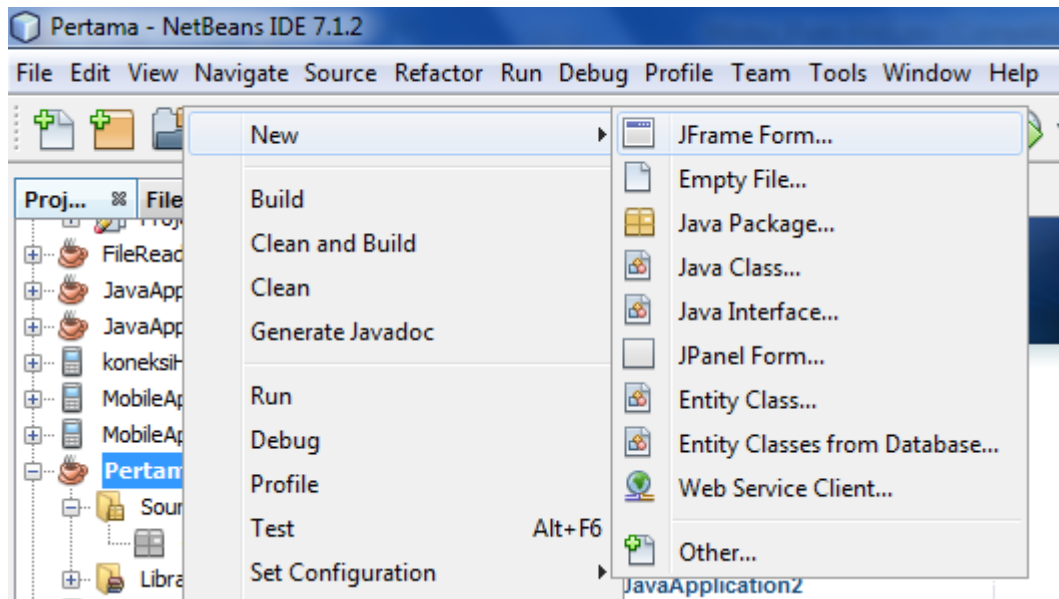 Pertama - NetBeans IDE 7.1.2
File Edit View Navigate Source Refactor Run Debug Profile Team Tools Window Help
Proj... File
FileRead
JavaApp
JavaApp
koneksiH
MobileAp
MobileAp
Pertam
Sour
Libra
New
Build
Clean and Build
Clean
Generate Javadoc
Run
Debug
Profile
Test Alt+F6
Set Configuration
JFrame Form...
Empty File...
Java Package...
Java Class...
Java Interface...
JPanel Form...
Entity Class...
Entity Classes from Database...
Web Service Client...
Other...
JavaApplication2